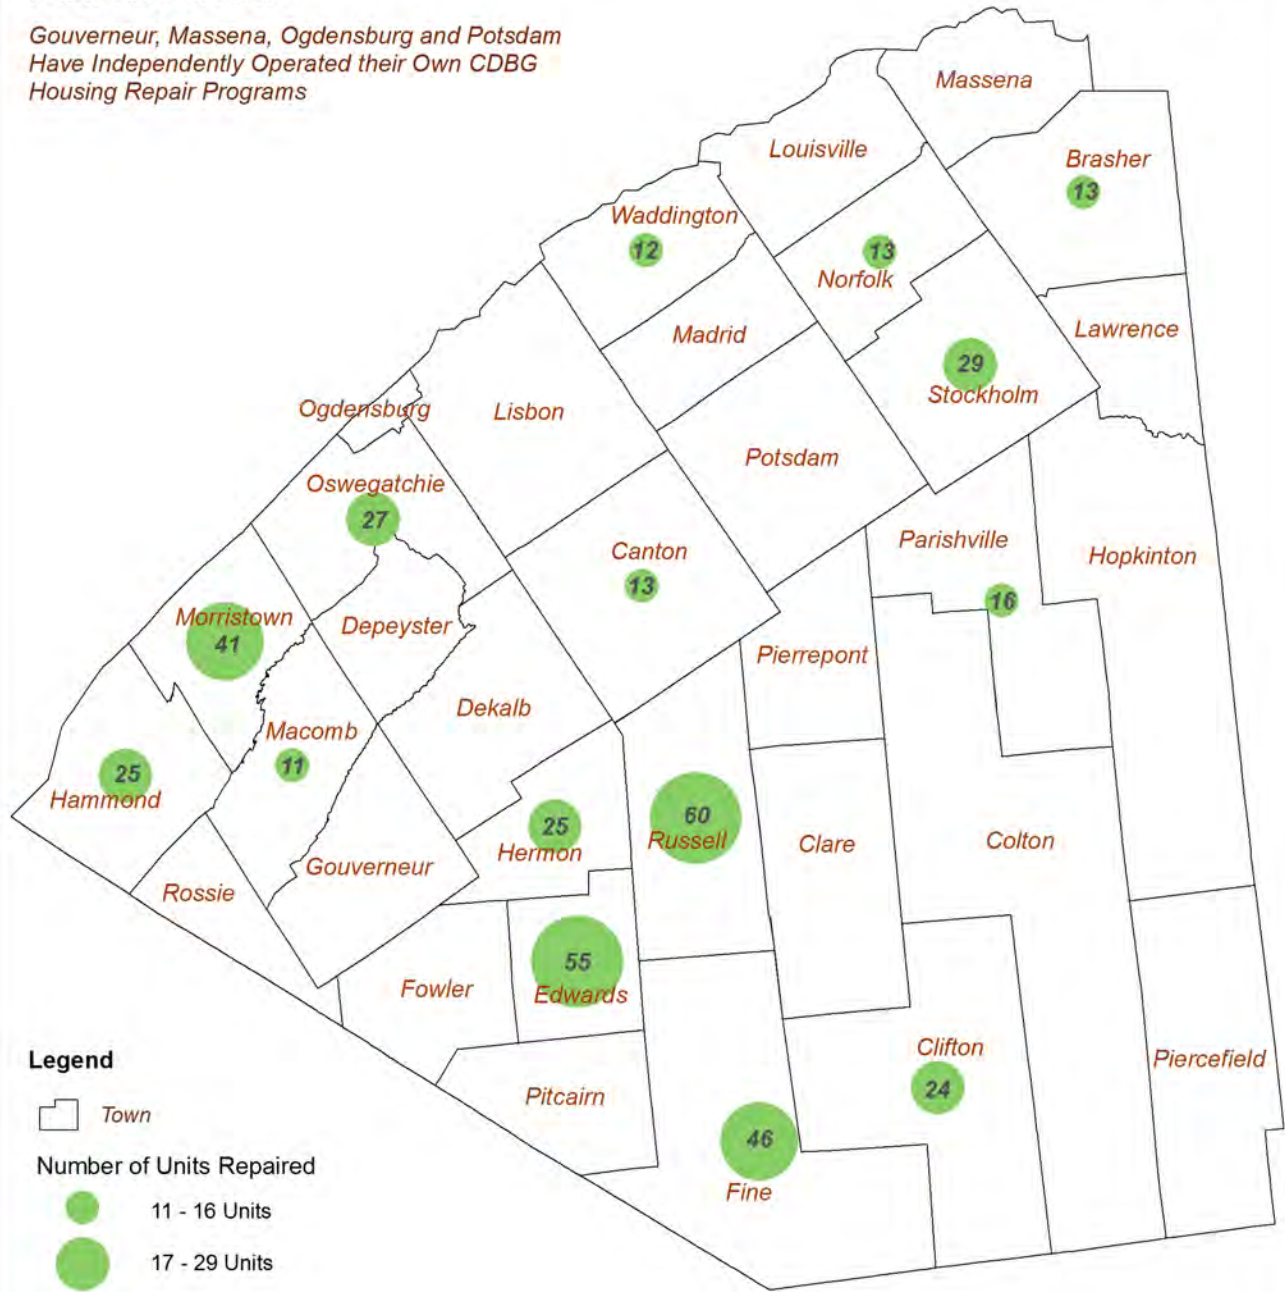 Gouverneur, Massena, Ogdensburg and Potsdam
Have Independently Operated their Own CDBG
Housing Repair Programs
Massena
Louisville
Brasher
13
Waddington
12
13
Norfolk
Madrid
Lawrence
29
Stockholm
Ogdensburg
Lisbon
Potsdam
Oswegatchie
27
Canton
13
Parishville
16
Hopkinton
Morristown
41
Depeyster
Pierrepont
Dekalb
Macomb
11
25
Hammond
25
Hermon
60
Russell
Clare
Colton
Gouverneur
Rossie
55
Edwards
Fowler
Clifton
24
Piercefield
Pitcairn
46
Fine
Legend
Town
Number of Units Repaired
11 - 16 Units
17 - 29 Units